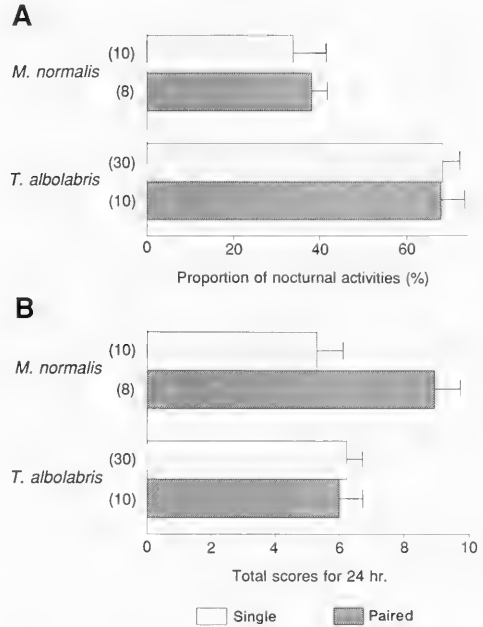 A
M. normalis
(10)
(8)
T. albolabris
(30)
(10)
0 20 40 60
Proportion of nocturnal activities (%)
B
M. normalis
(10)
(8)
T. albolabris
(30)
(10)
0 2 4 6 8 10
Total scores for 24 hr.
Single Paired